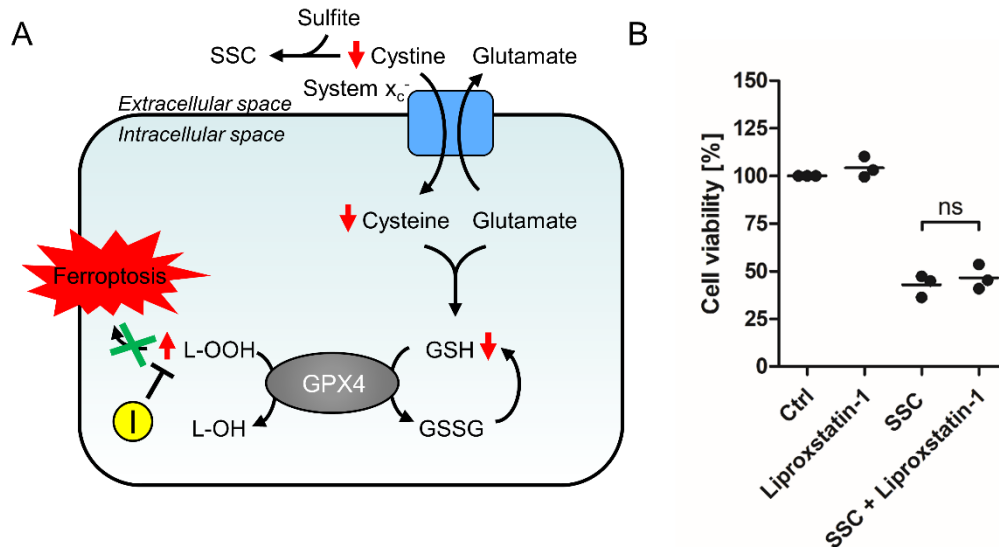 A
Sulfite
SSC
Cystine
Glutamate
System xc-
Extracellular space
Intracellular space
Cysteine
Glutamate
Ferroptosis
L-OOH
GSH
GPX4
I
L-OH
GSSG
B
Cell viability [%]
150
125
100
75
50
25
0
ns
Ctrl
Liproxstatin-1
SSC
SSC + Liproxstatin-1